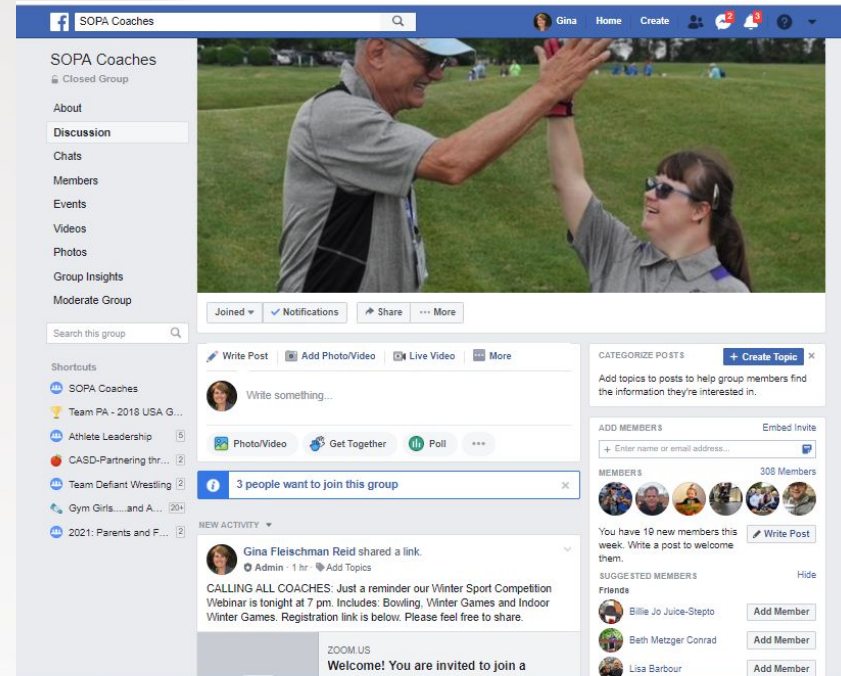 SOPA Coaches
Gina
Home
Create
2
3
SOPA Coaches
Closed Group
About
Discussion
Chats
Members
Events
Videos
Photos
Group Insights
Moderate Group
Search this group
Shortcuts
SOPA Coaches
Team PA - 2018 USA G...
Athlete Leadership 5
CASD-Partnering thr... 2
Team Defiant Wrestling 2
Gym Girls.....and A... 20+
2021: Parents and F... 2
Joined
Notifications
Share
More
Write Post
Add Photo/Video
Live Video
More
Write something...
Photo/Video
Get Together
Poll
3 people want to join this group
NEW ACTIVITY
Gina Fleischman Reid shared a link.
Admin · 1 hr · Add Topics
CALLING ALL COACHES: Just a reminder our Winter Sport Competition
Webinar is tonight at 7 pm. Includes: Bowling, Winter Games and Indoor
Winter Games. Registration link is below. Please feel free to share.
ZOOM.US
Welcome! You are invited to join a
CATEGORIZE POSTS
+ Create Topic
Add topics to posts to help group members find
the information they're interested in.
ADD MEMBERS
Embed Invite
+ Enter name or email address...
MEMBERS
308 Members
You have 19 new members this
week. Write a post to welcome
them.
Write Post
SUGGESTED MEMBERS
Hide
Friends
Billie Jo Juice-Stepto
Add Member
Beth Metzger Conrad
Add Member
Lisa Barbour
Add Member